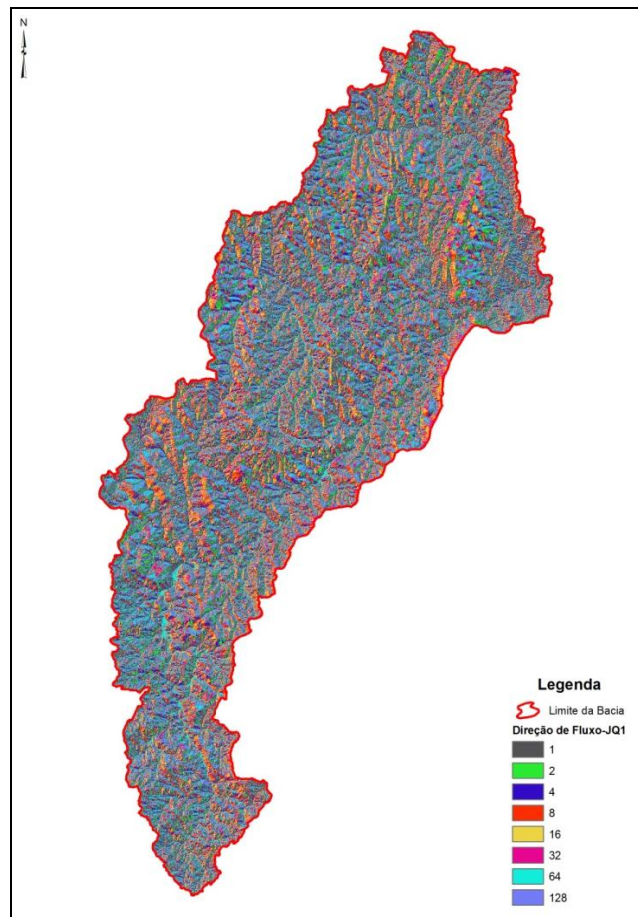 N
Legenda
Limite da Bacia
Direção de Fluxo-JQ1
1
2
4
8
16
32
64
128